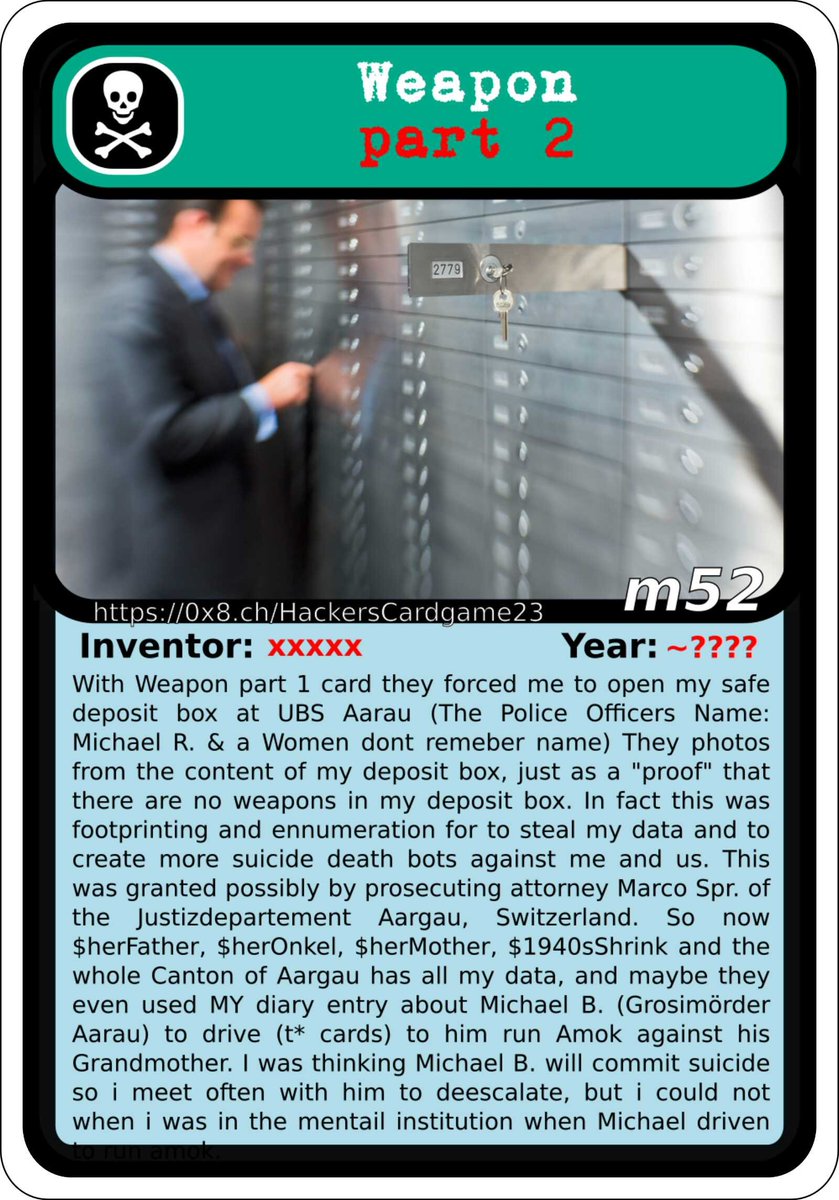 Weapon
part 2
2779
m52
https://0x8.ch/HackersCardgame23
Inventor: xxxxx Year: ~????
With Weapon part 1 card they forced me to open my safe
deposit box at UBS Aarau (The Police Officers Name:
Michael R. & a Women dont remeber name) They photos
from the content of my deposit box, just as a "proof" that
there are no weapons in my deposit box. In fact this was
footprinting and ennumeration for to steal my data and to
create more suicide death bots against me and us. This
was granted possibly by prosecuting attorney Marco Spr. of
the Justizdepartement Aargau, Switzerland. So now
$herFather, $herOnkel, $herMother, $1940sShrink and the
whole Canton of Aargau has all my data, and maybe they
even used MY diary entry about Michael B. (Grosimörder
Aarau) to drive (t* cards) to him run Amok against his
Grandmother. I was thinking Michael B. will commit suicide
so i meet often with him to deescalate, but i could not
when i was in the mentail institution when Michael driven
to run amok.